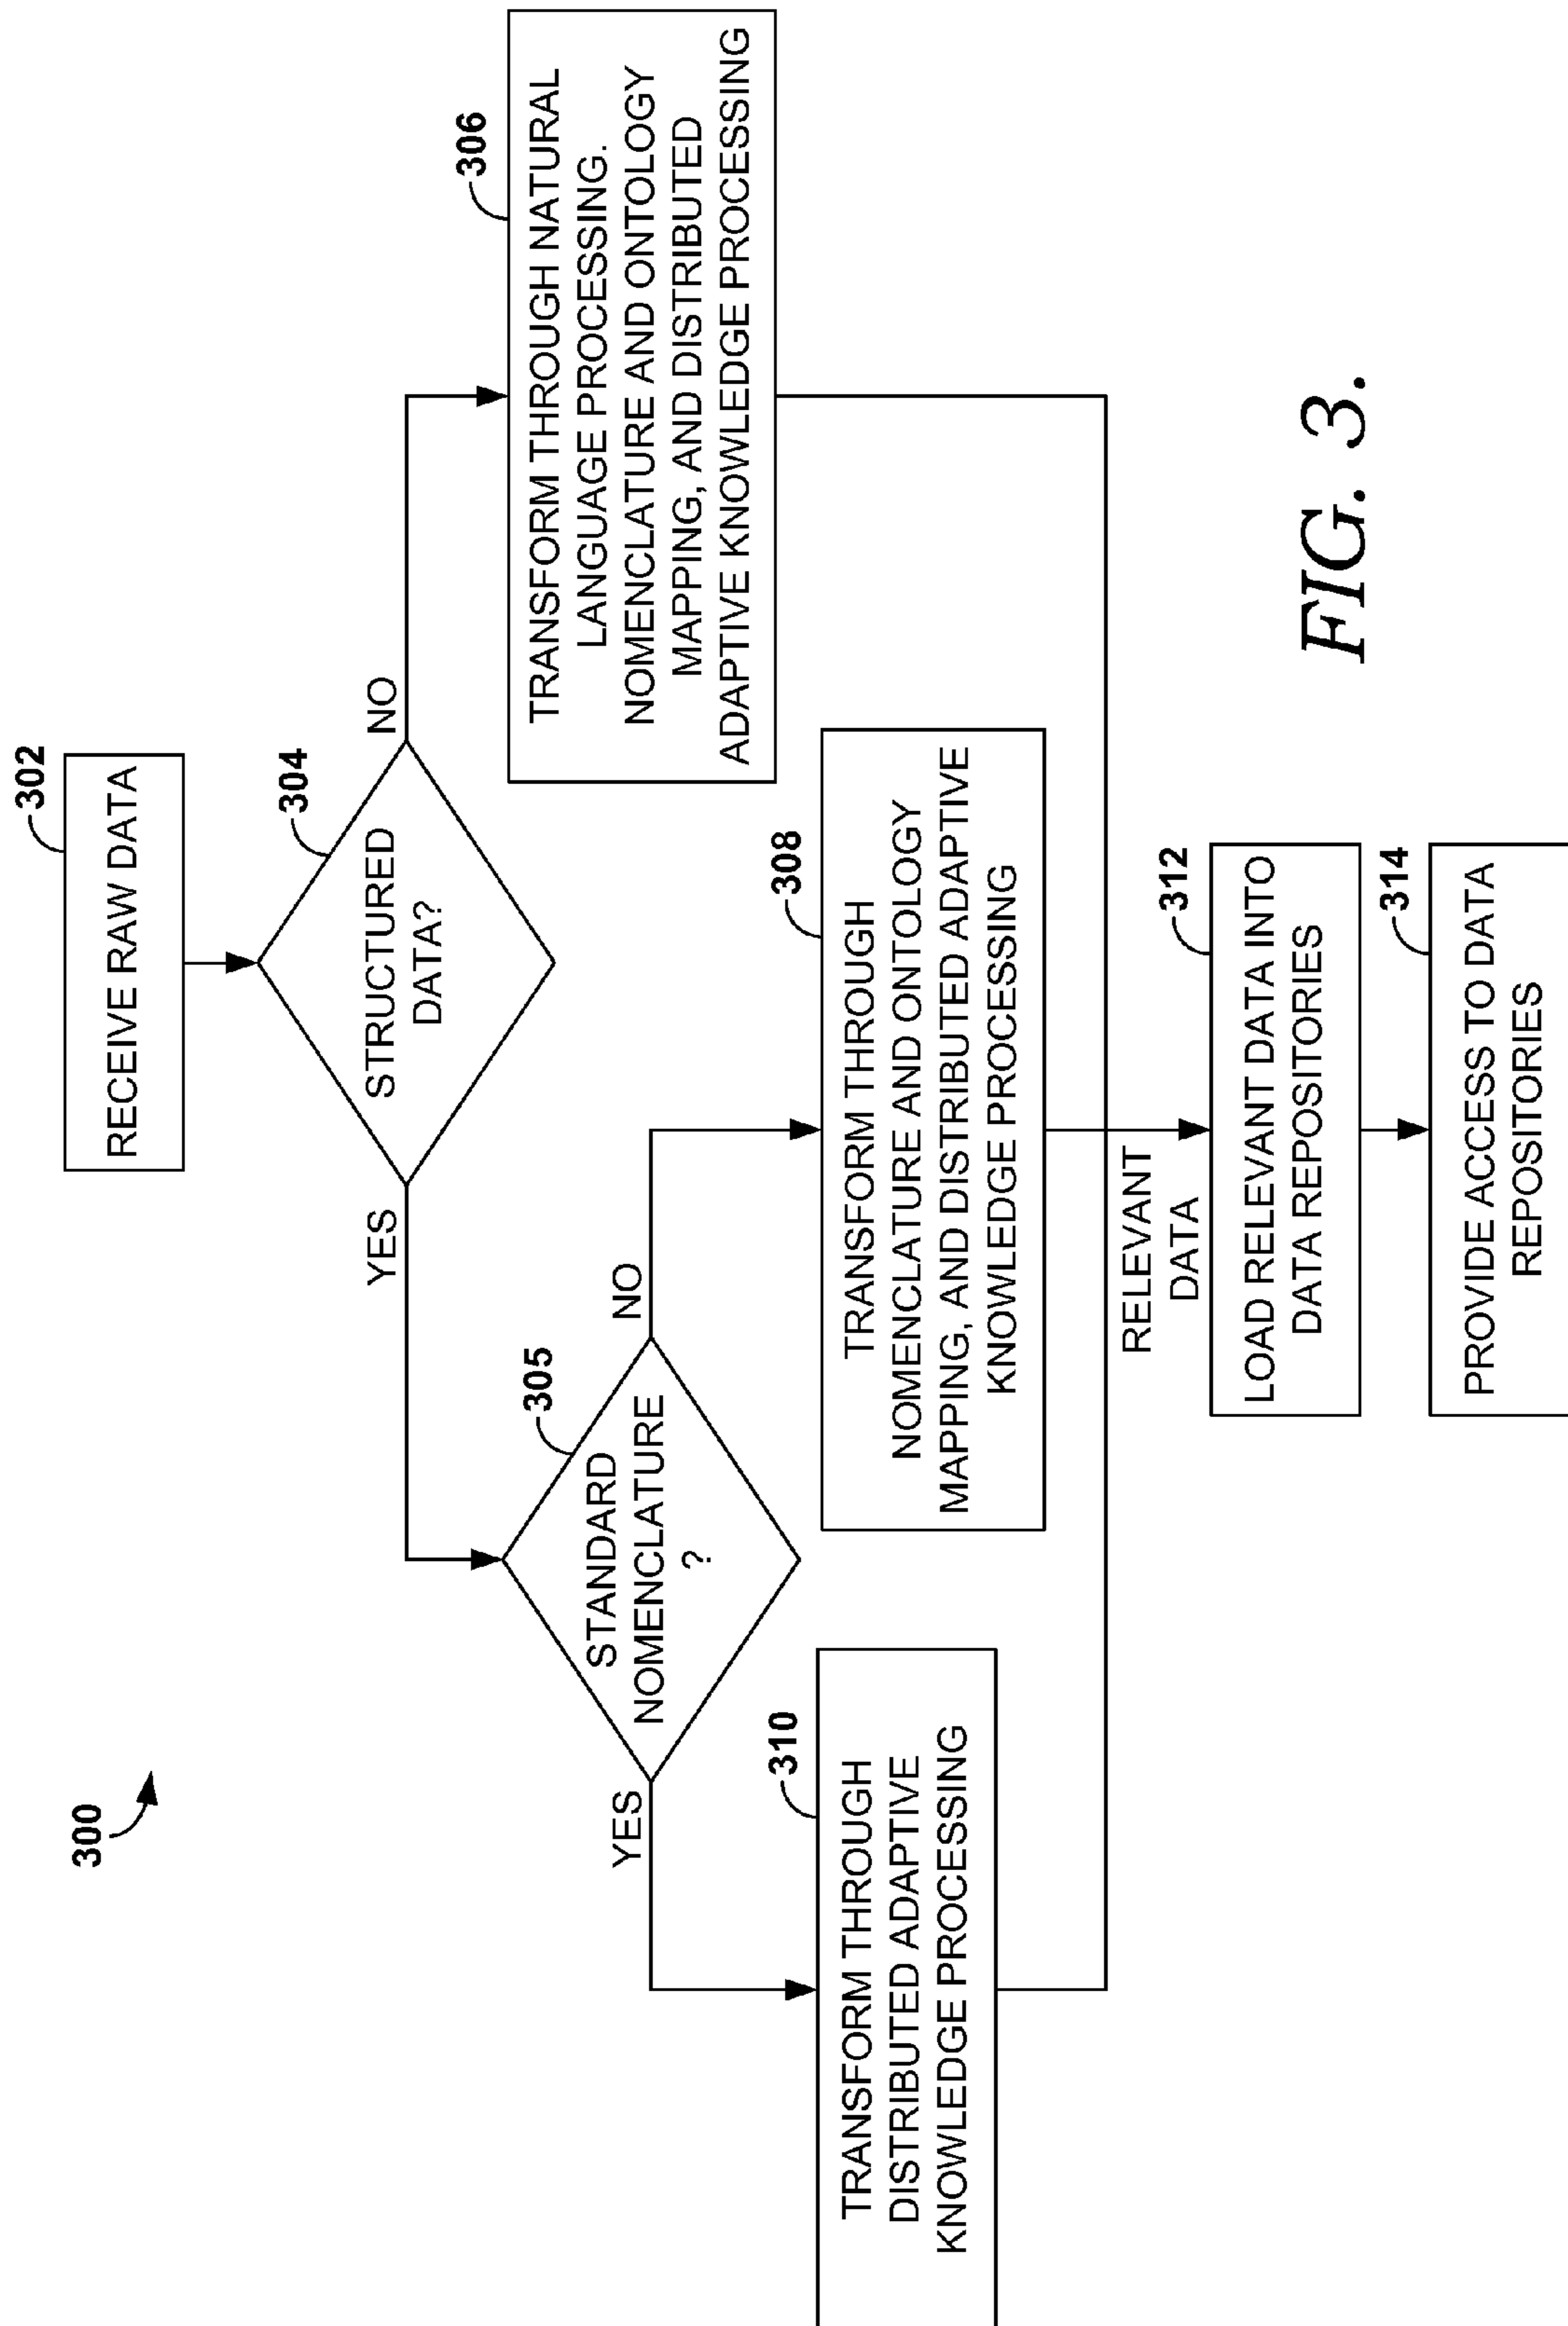 300
302
RECEIVE RAW DATA
304
STRUCTURED
DATA?
YES
NO
305
STANDARD
NOMENCLATURE
?
YES
NO
306
TRANSFORM THROUGH NATURAL
LANGUAGE PROCESSING.
NOMENCLATURE AND ONTOLOGY
MAPPING, AND DISTRIBUTED
ADAPTIVE KNOWLEDGE PROCESSING
310
TRANSFORM THROUGH
DISTRIBUTED ADAPTIVE
KNOWLEDGE PROCESSING
308
TRANSFORM THROUGH
NOMENCLATURE AND ONTOLOGY
MAPPING, AND DISTRIBUTED ADAPTIVE
KNOWLEDGE PROCESSING
RELEVANT
DATA
312
LOAD RELEVANT DATA INTO
DATA REPOSITORIES
314
PROVIDE ACCESS TO DATA
REPOSITORIES
FIG. 3.